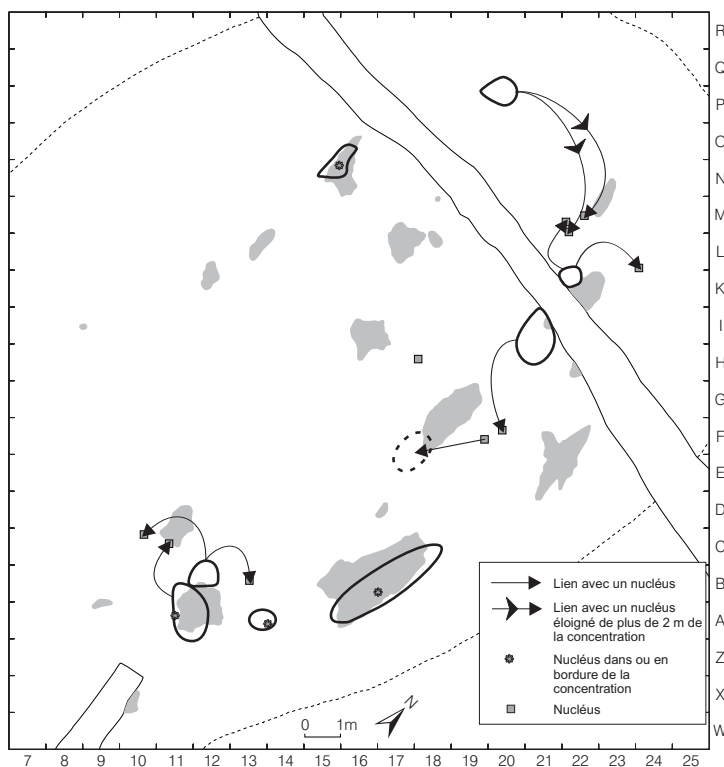 R
Q
P
O
N
M
L
K
I
H
G
F
E
D
C
B
A
Z
X
W
Lien avec un nucléus
Lien avec un nucléus
éloigné de plus de 2 m de
la concentration
Nucléus dans ou en
bordure de la
concentration
Nucléus
N
0 1m
7 8 9 10 11 12 13 14 15 16 17 18 19 20 21 22 23 24 25